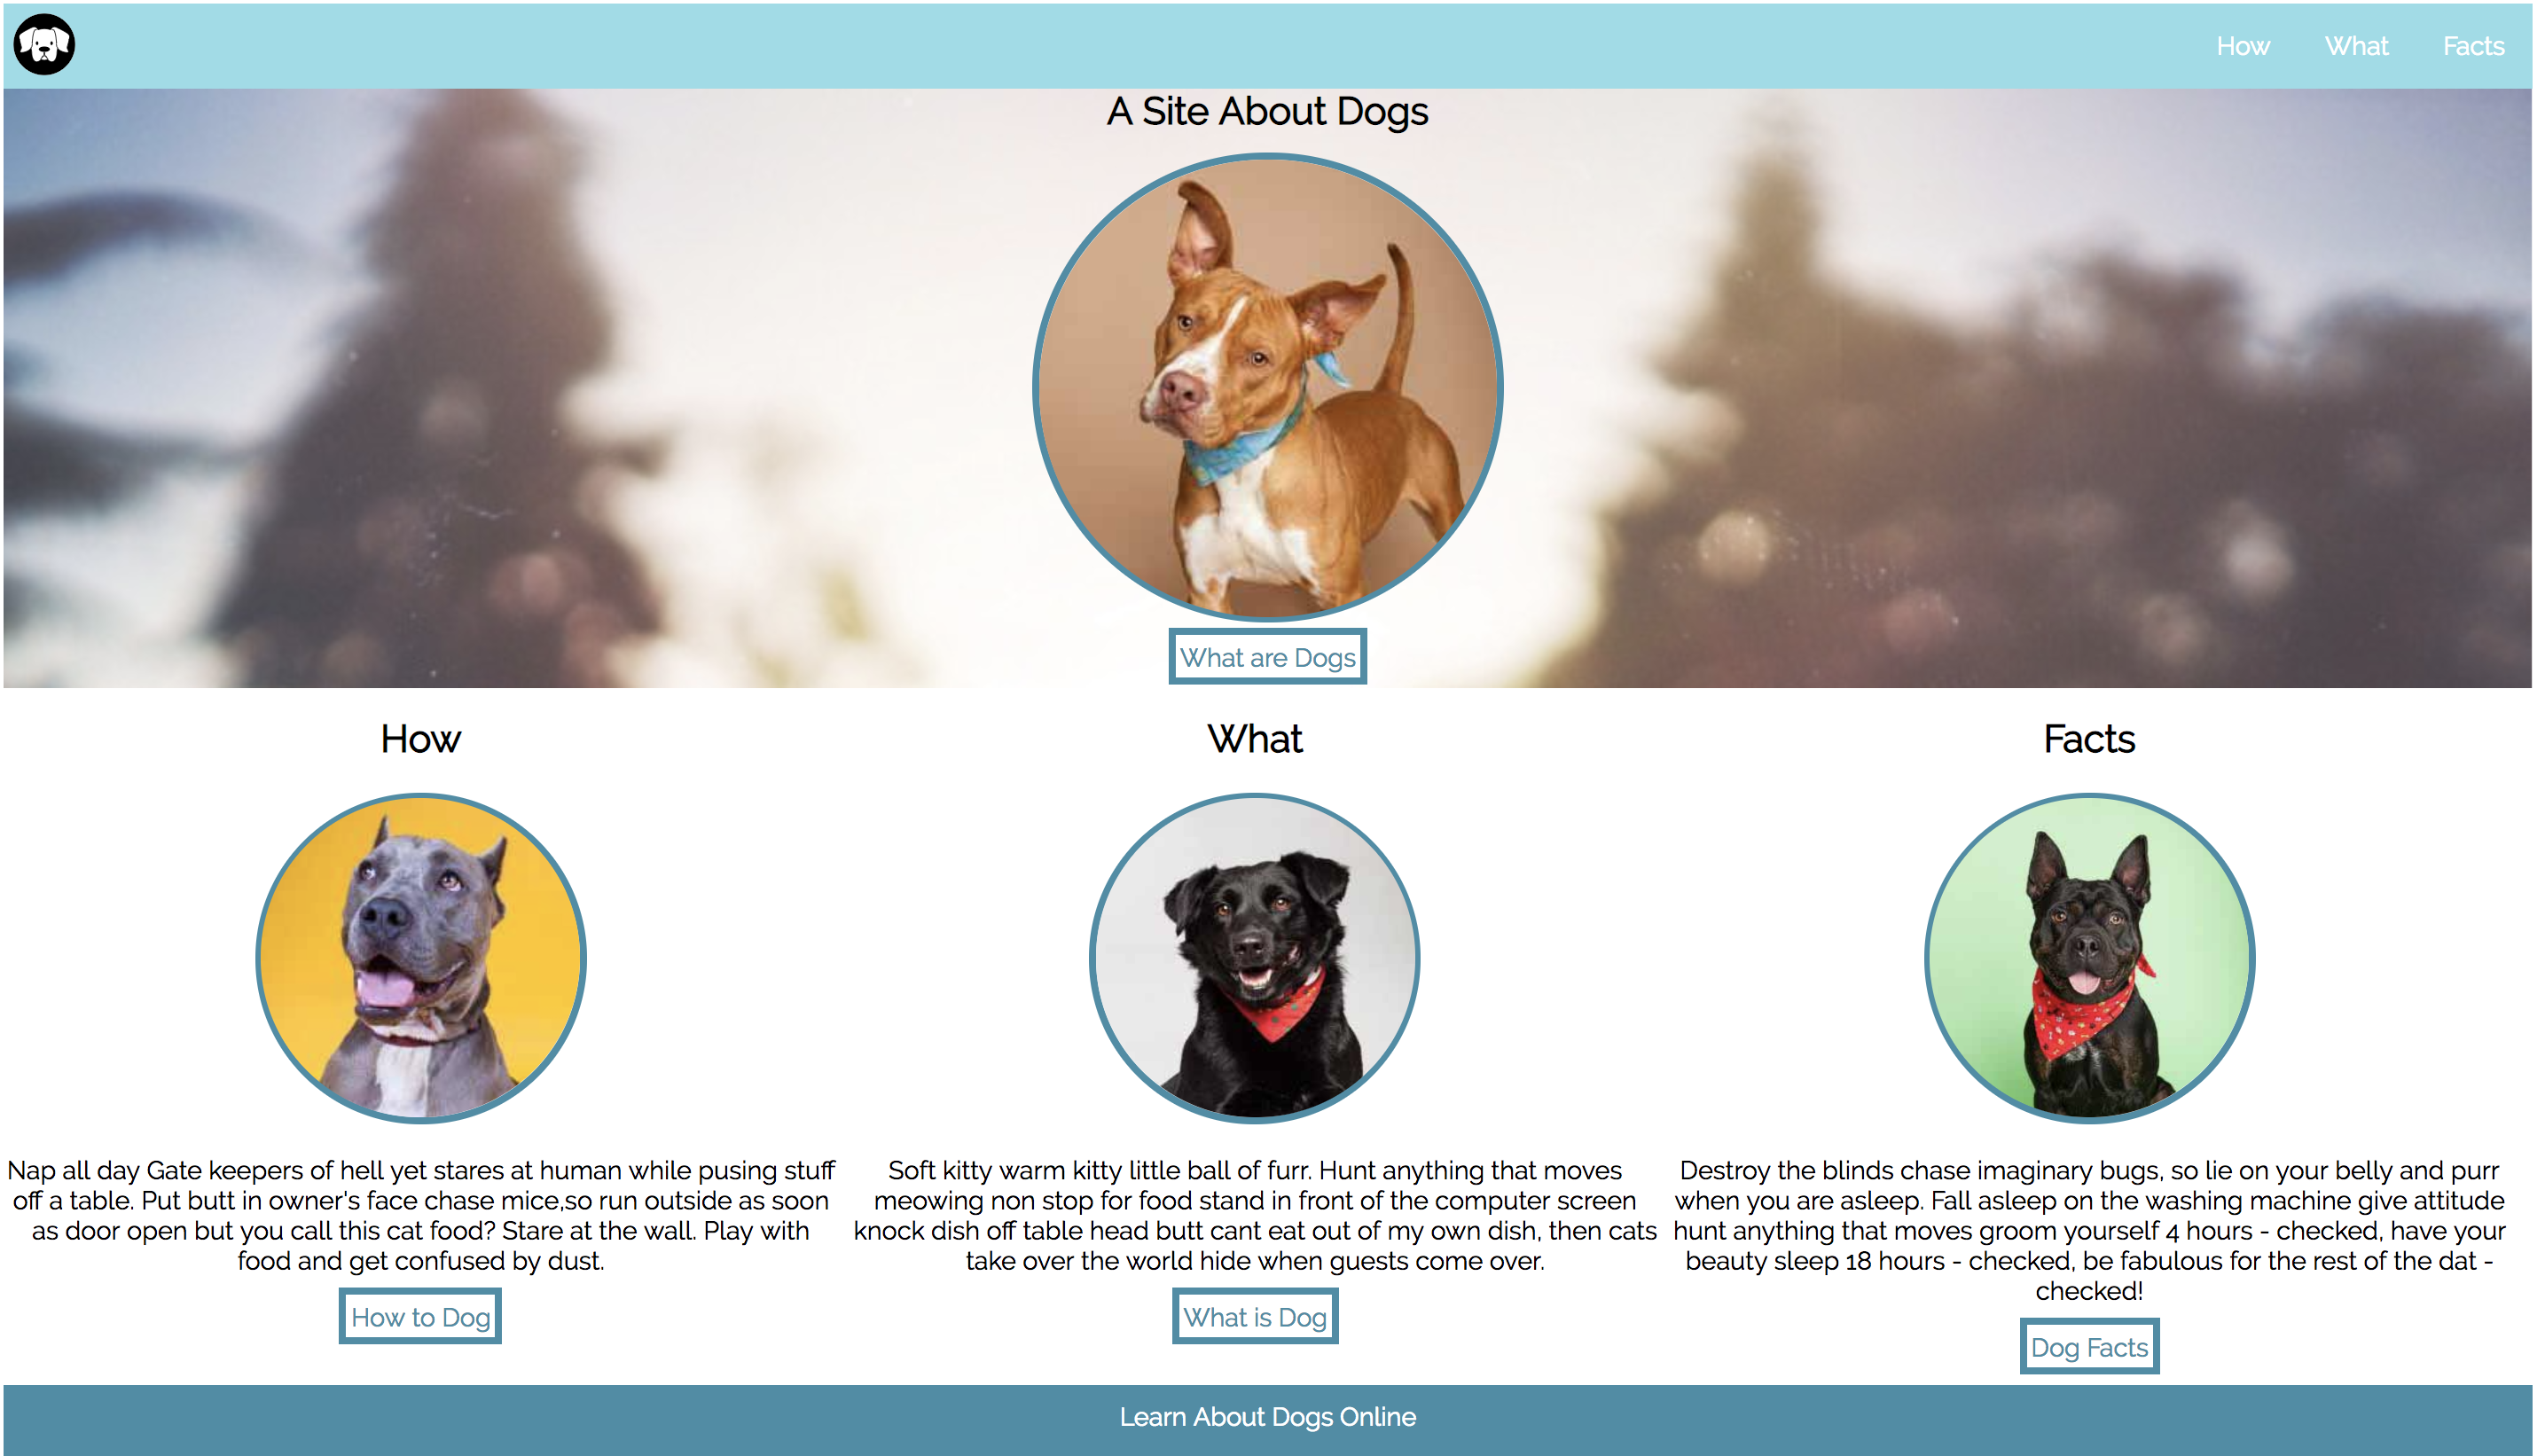 How
What
Facts
A Site About Dogs
What are Dogs
How
Nap all day Gate keepers of hell yet stares at human while pusing stuff
off a table. Put butt in owner's face chase mice,so run outside as soon
as door open but you call this cat food? Stare at the wall. Play with
food and get confused by dust.
How to Dog
What
Soft kitty warm kitty little ball of furr. Hunt anything that moves
meowing non stop for food stand in front of the computer screen
knock dish off table head butt cant eat out of my own dish, then cats
take over the world hide when guests come over.
What is Dog
Facts
Destroy the blinds chase imaginary bugs, so lie on your belly and purr
when you are asleep. Fall asleep on the washing machine give attitude
hunt anything that moves groom yourself 4 hours - checked, have your
beauty sleep 18 hours - checked, be fabulous for the rest of the dat -
checked!
Dog Facts
Learn About Dogs Online